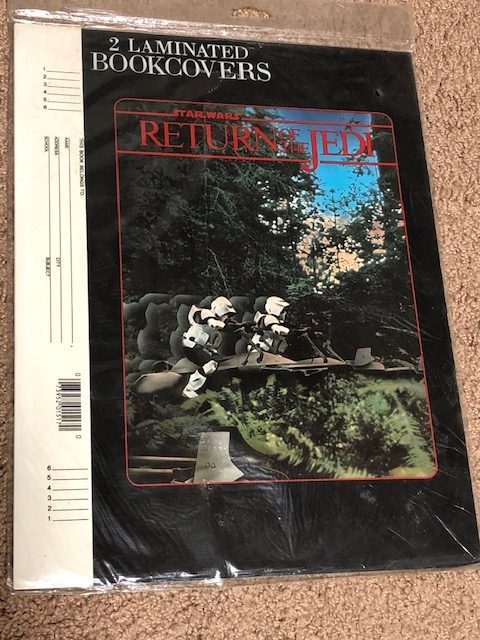 2 LAMINATED
BOOKCOVERS
STAR WARS
RETURN OF THE JEDI
1
2
3
4
5
6
THIS BOOK BELONGS TO:
NAME
ADDRESS
CITY
SCHOOL
SUBJECT
6
5
4
3
2
1